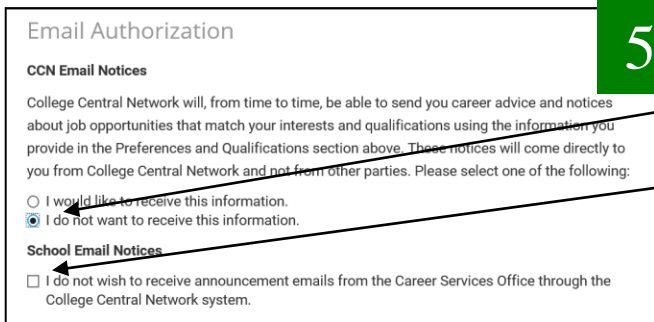 Email Authorization
5
CCN Email Notices
College Central Network will, from time to time, be able to send you career advice and notices
about job opportunities that match your interests and qualifications using the information you
provide in the Preferences and Qualifications section above. These notices will come directly to
you from College Central Network and not from other parties. Please select one of the following:
I would like to receive this information.
I do not want to receive this information.
School Email Notices
I do not wish to receive announcement emails from the Career Services Office through the
College Central Network system.